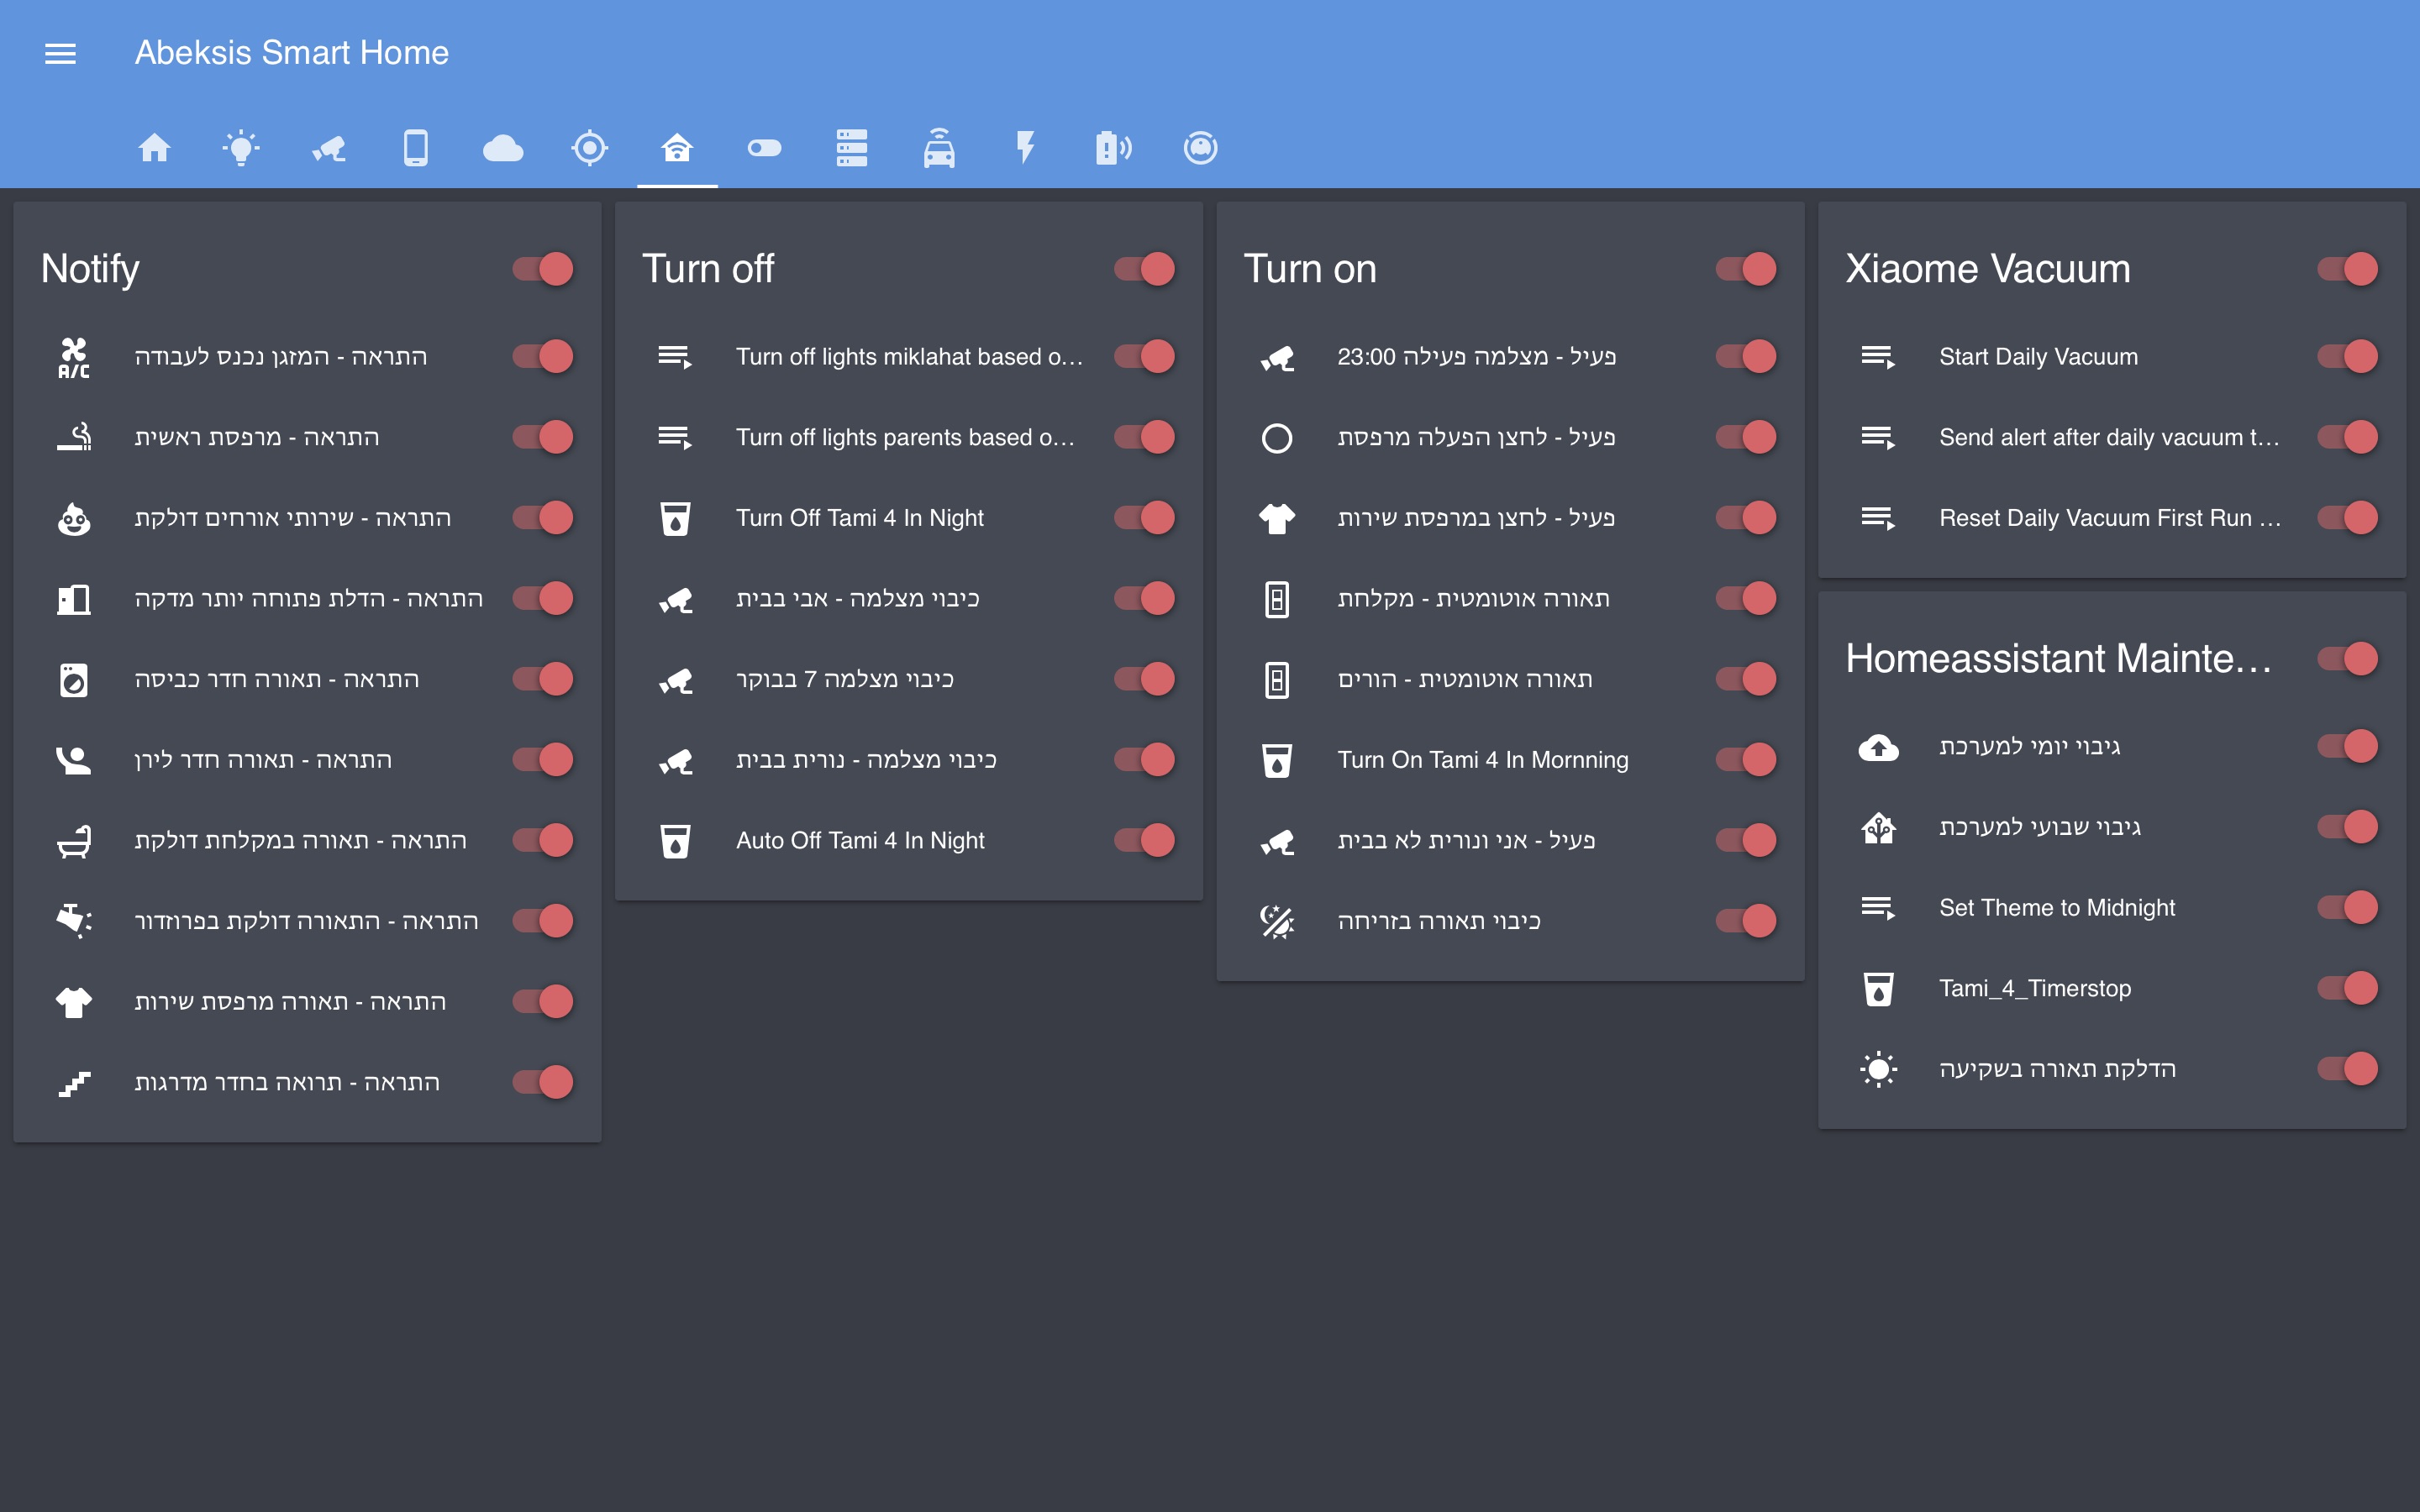 Abeksis Smart Home
Notify
A/C
התראה - המזגן נכנס לעבודה
התראה - מרפסת ראשית
התראה - שירותי אורחים דולקת
התראה - הדלת פתוחה יותר מדקה
התראה - תאורה חדר כביסה
התראה - תאורה חדר לירן
התראה - תאורה במקלחת דולקת
התראה - התאורה דולקת בפרוזדור
התראה - תאורה מרפסת שירות
התראה - תרואה בחדר מדרגות
Turn off
Turn off lights miklahat based o…
Turn off lights parents based o…
Turn Off Tami 4 In Night
כיבוי מצלמה - אבי בבית
כיבוי מצלמה 7 בבוקר
כיבוי מצלמה - נורית בבית
Auto Off Tami 4 In Night
Turn on
פעיל - מצלמה פעילה 23:00
פעיל - לחצן הפעלה מרפסת
פעיל - לחצן במרפסת שירות
תאורה אוטומטית - מקלחת
תאורה אוטומטית - הורים
Turn On Tami 4 In Mornning
פעיל - אני ונורית לא בבית
כיבוי תאורה בזריחה
Xiaome Vacuum
Start Daily Vacuum
Send alert after daily vacuum t…
Reset Daily Vacuum First Run …
Homeassistant Mainte…
גיבוי יומי למערכת
גיבוי שבועי למערכת
Set Theme to Midnight
Tami_4_Timerstop
הדלקת תאורה בשקיעה